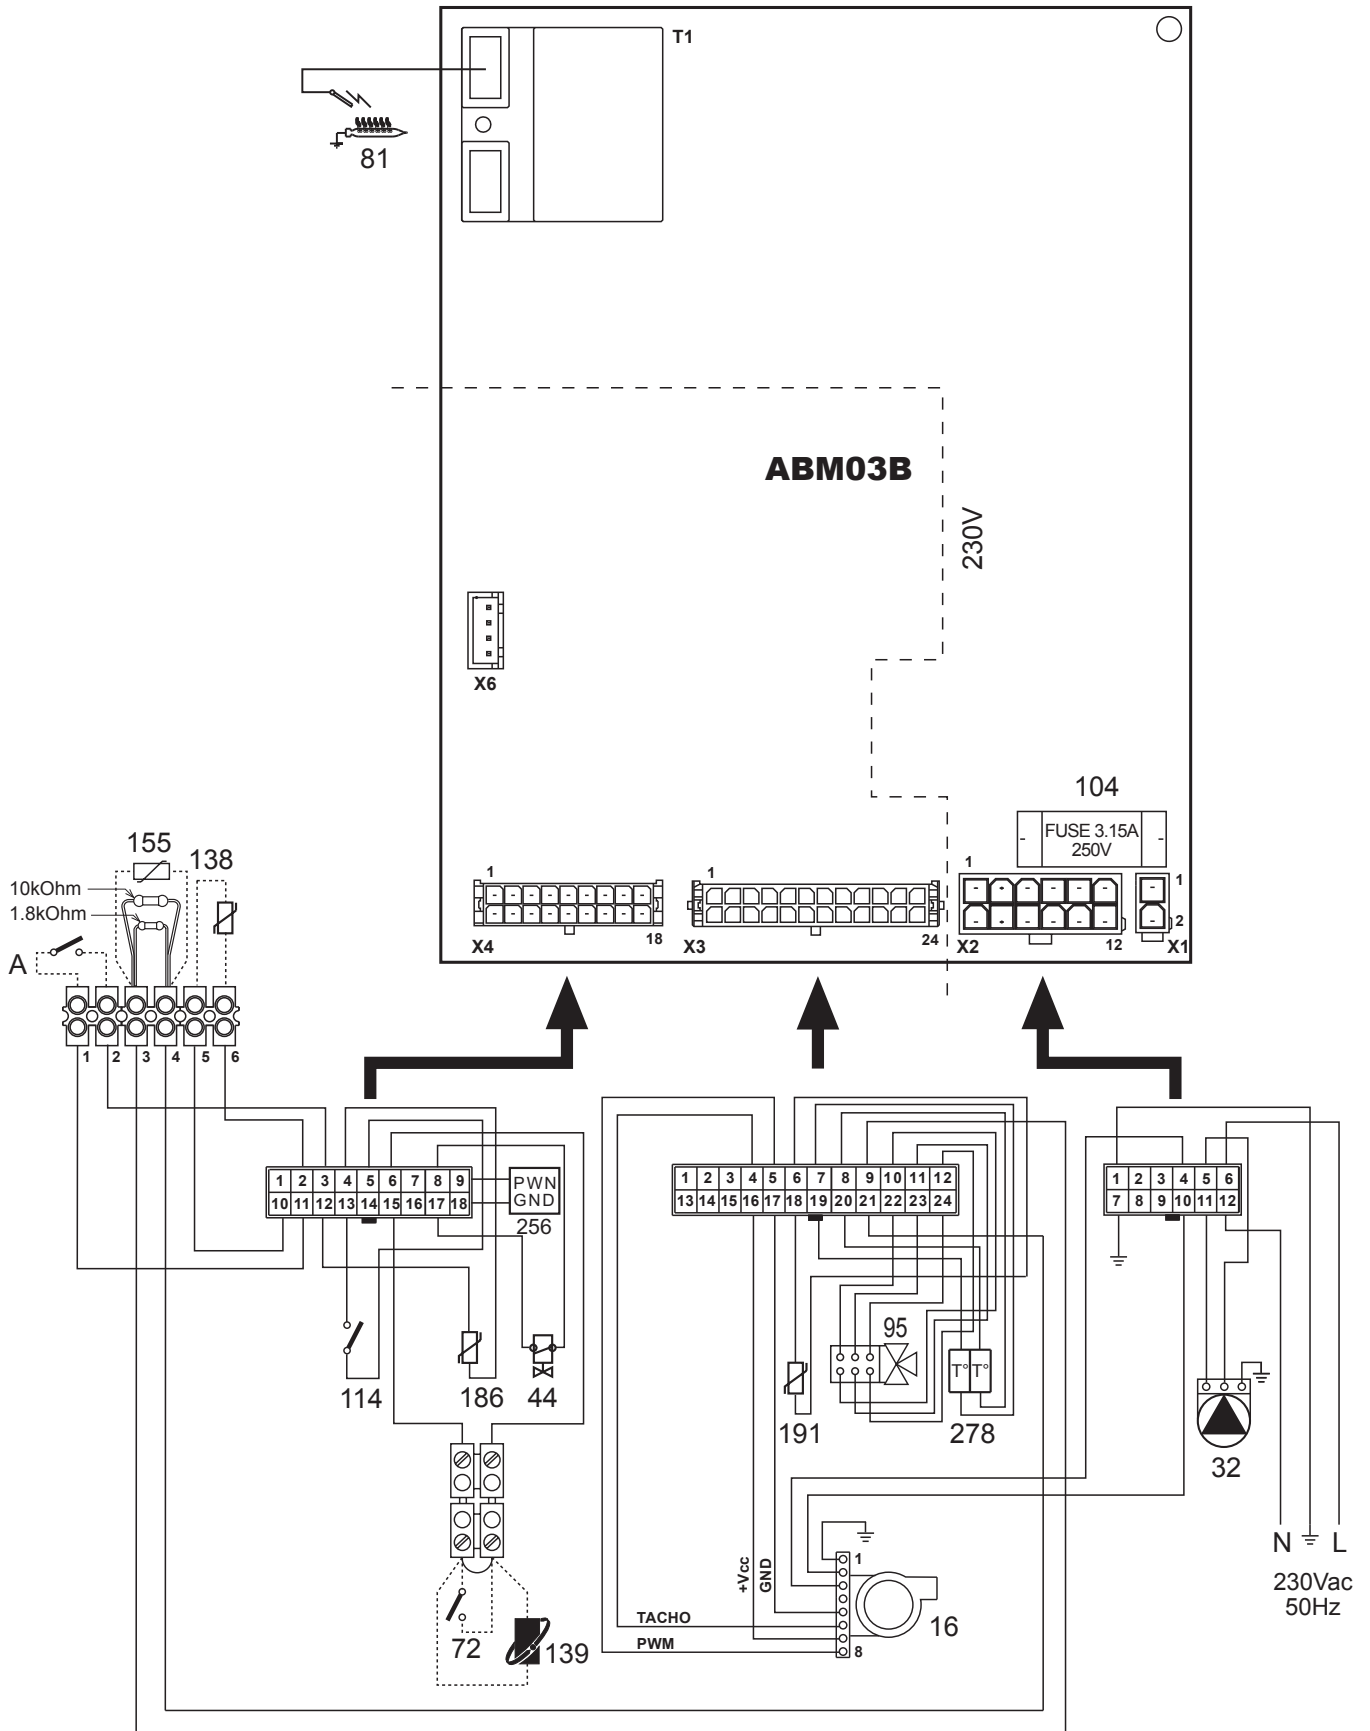 T1
81
ABM03B
230V
X6
104
FUSE 3.15A
250V
1
1
1
1
X4
18
X3
24
X2
12
2
X1
155
138
10kOhm
1.8kOhm
A
1 2 3 4 5 6
1 2 3 4 5 6 7 8 9
10 11 12 13 14 15 16 17 18
PWN
GND
256
1 2 3 4 5 6 7 8 9 10 11 12
13 14 15 16 17 18 19 20 21 22 23 24
1 2 3 4 5 6
7 8 9 10 11 12
114
186
44
95
191
278
32
N L
230Vac
50Hz
+Vcc
GND
TACHO
PWM
1
8
16
72
139